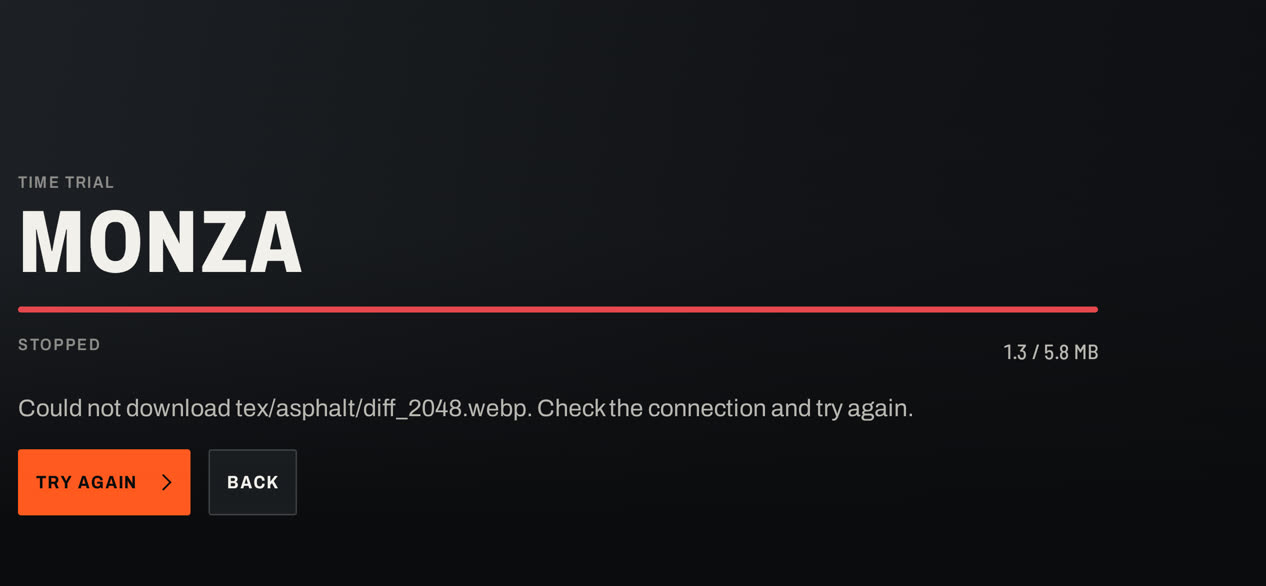 TIME TRIAL
MONZA
STOPPED
1.3 / 5.8 MB
Could not download tex/asphalt/diff_2048.webp. Check the connection and try again.
TRY AGAIN
BACK